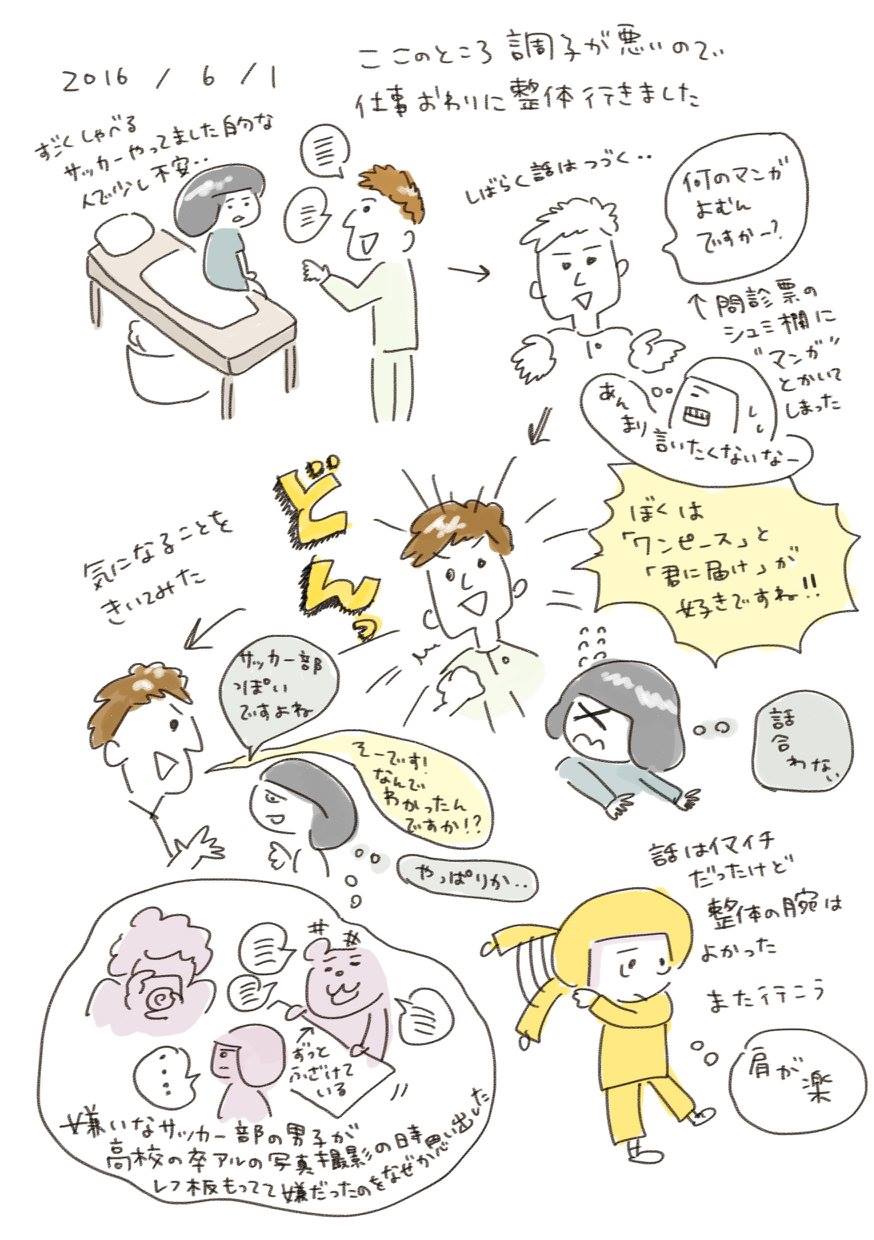 2016 / 6 /1
ここのところ調子が悪いので
仕事おわりに整体行きました
すごくしゃべる
サッカーやってました的な
人で少し不安..
しばらく話はつづく..
何のマンガ
よむん
ですかー?
↑問診票の
シュミ欄に
"マンガ"
とかいて
しまった
あん
まり言いたくないなー
ぼくは
「ワンピース」と
「君に届け」が
好きですね!!
どんっ
話
合
わない
気になることを
きいてみた
サッカー部
っぽい
ですよね
そーです!
なんで
わかったん
ですか!?
やっぱりか..
ずっと
ふざけて
いる
嫌いなサッカー部の男子が
高校の卒アルの写真撮影の時
レフ板もってて嫌だったのをなぜか思い出した
話はイマイチ
だったけど
整体の腕は
よかった
また行こう
肩が
楽